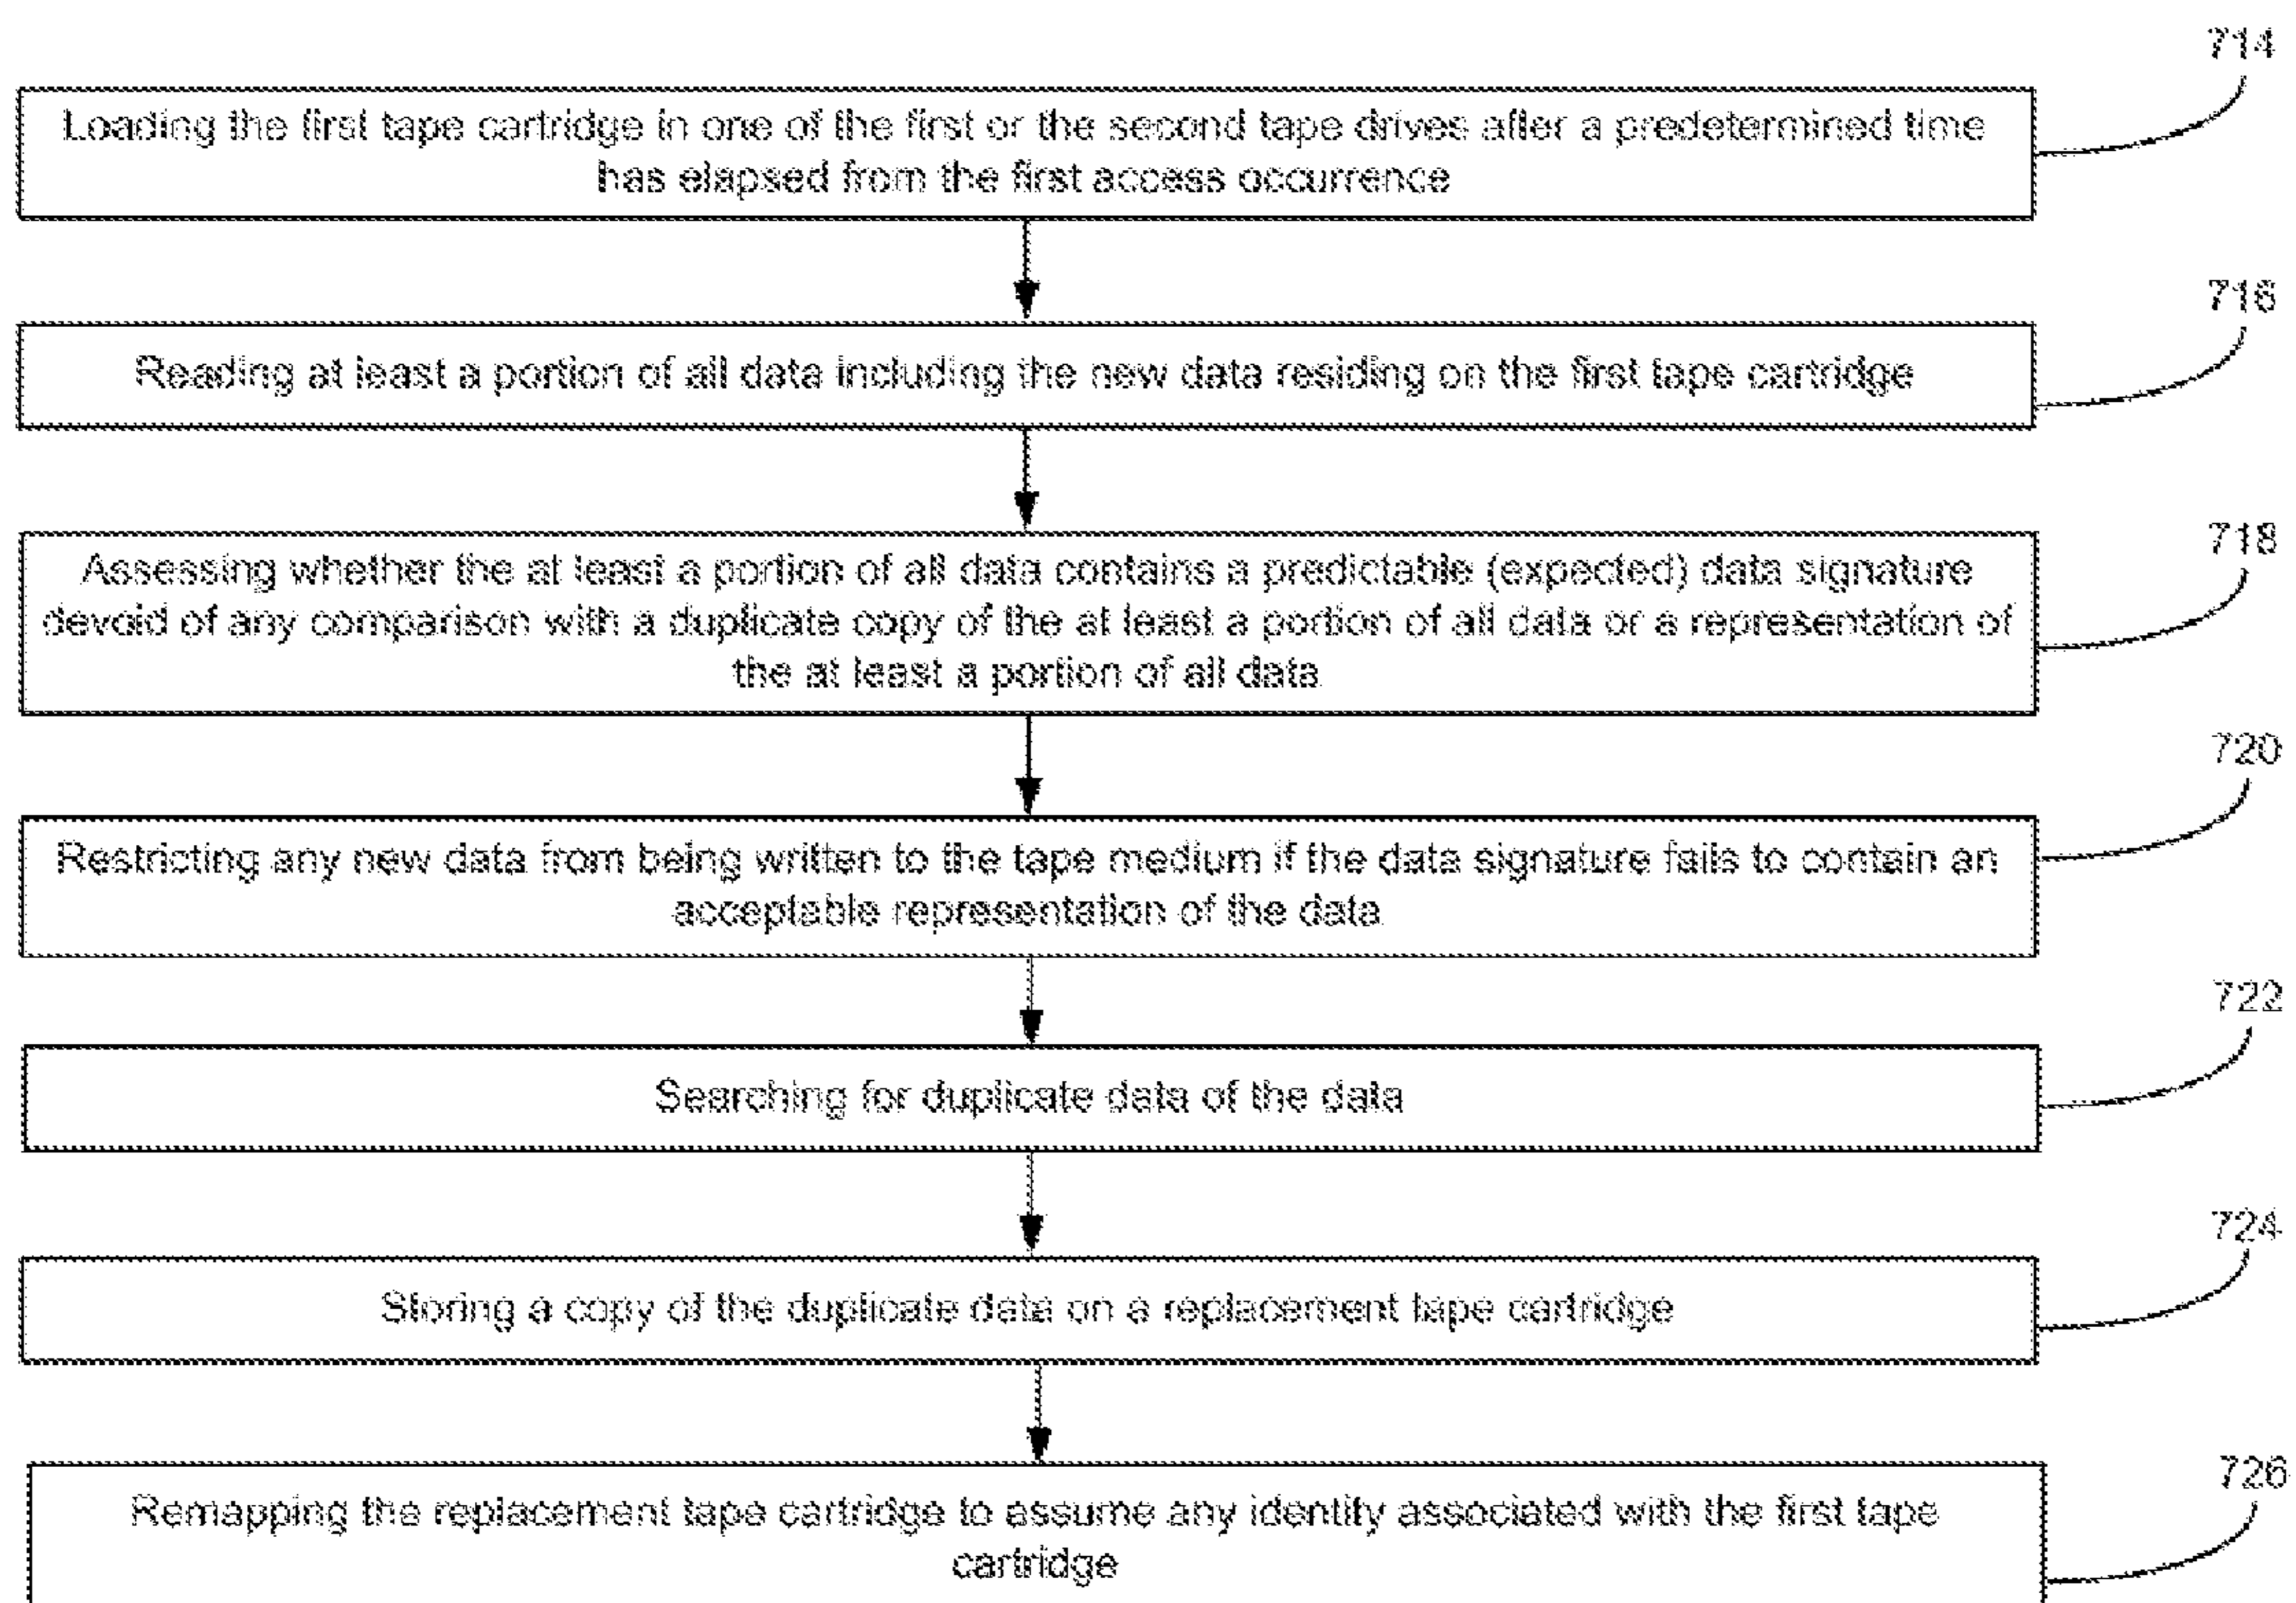 714
Loading the first tape cartridge in one of the first or the second tape drives after a predetermined time
has elapsed from the first access occurrence
716
Reading at least a portion of all data including the new data residing on the first tape cartridge
718
Assessing whether the at least a portion of all data contains a predictable (expected) data signature
devoid of any comparison with a duplicate copy of the at least a portion of all data or a representation of
the at least a portion of all data
720
Restricting any new data from being written to the tape medium if the data signature fails to contain an
acceptable representation of the data
722
Searching for duplicate data of the data
724
Storing a copy of the duplicate data on a replacement tape cartridge
726
Remapping the replacement tape cartridge to assume any identity associated with the first tape
cartridge